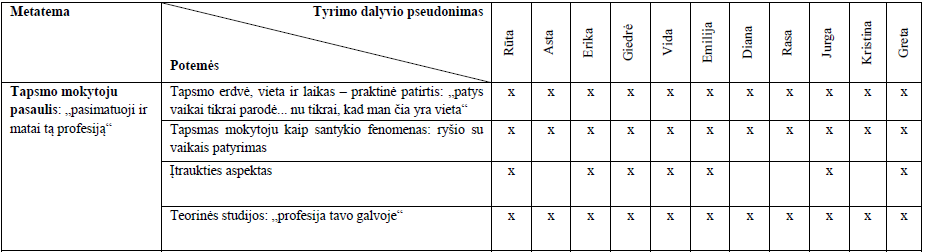 Metatema
Tyrimo dalyvio pseudonimas
Potemės
Rūta
Asta
Erika
Giedrė
Vida
Emilija
Diana
Rasa
Jurga
Kristina
Greta
Tapsmo mokytoju
pasaulis: „pasimatuoji ir
matai tą profesiją“
Tapsmo erdvė, vieta ir laikas – praktinė patirtis: „patys
vaikai tikrai parodė... nu tikrai, kad man čia yra vieta“
x x x x x x x x x x x
Tapsmas mokytoju kaip santykio fenomenas: ryšio su
vaikais patyrimas
x x x x x x x x x x x
Įtraukties aspektas
x x x x x x x
Teorinės studijos: „profesija tavo galvoje“
x x x x x x x x x x x